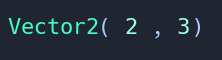 Vector2( 2 , 3)